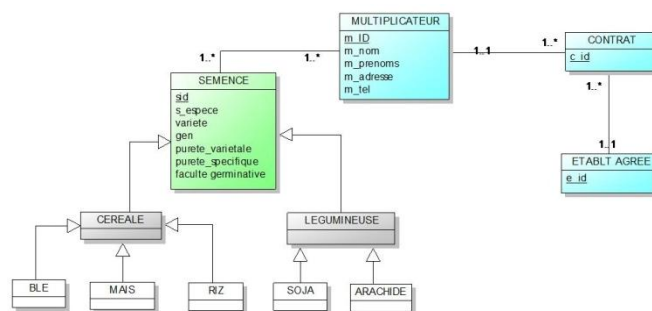 MULTIPLICATEUR
m_ID
m_nom
m_prenoms
m_adresse
m_tel
1..*
1..*
1..1
1..*
CONTRAT
c_id
1..*
1..1
ETABLT AGREE
e_id
SEMENCE
sid
s_espece
variete
gen
purete_varietale
purete_specifique
faculte germinative
CEREALE
LEGUMINEUSE
BLE
MAIS
RIZ
SOJA
ARACHIDE